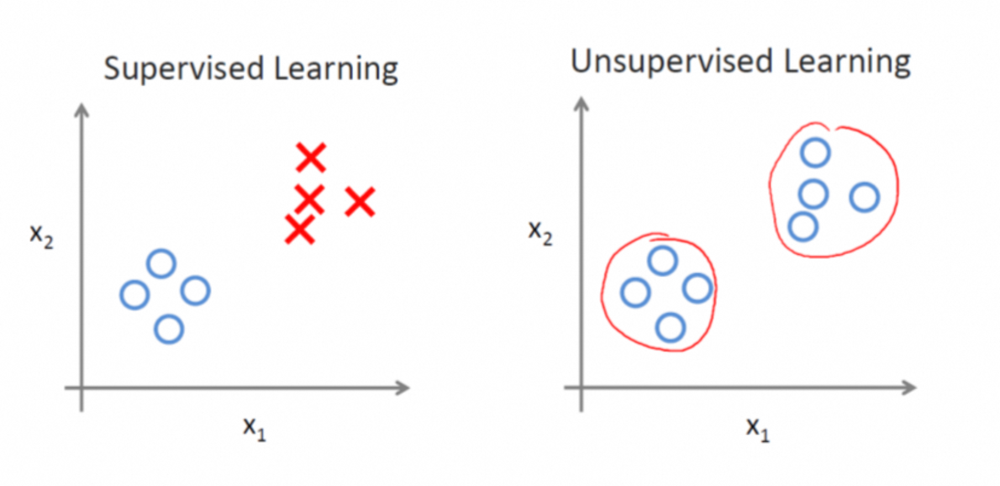 Supervised Learning
x₂
x₁
Unsupervised Learning
x₂
x₁